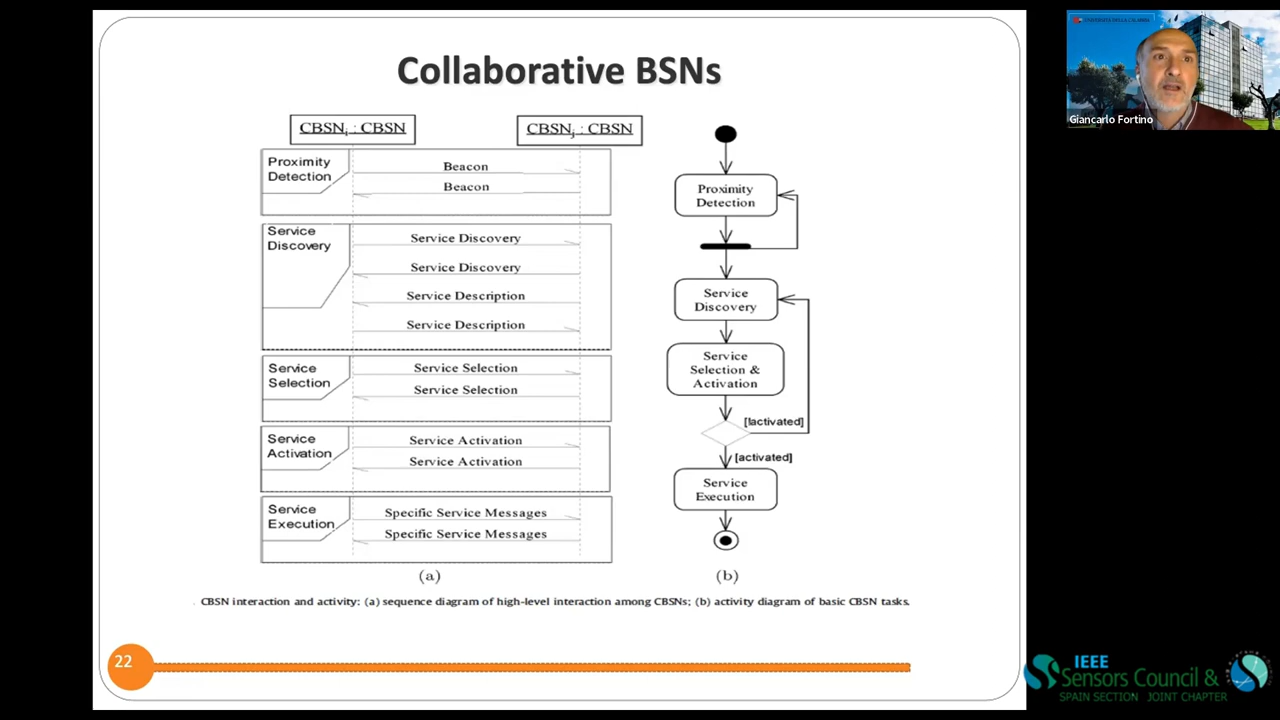 Collaborative BSNs
CBSNi : CBSN
CBSNj : CBSN
Proximity
Detection
Beacon
Beacon
Service
Discovery
Service Discovery
Service Discovery
Service Description
Service Description
Service
Selection
Service Selection
Service Selection
Service
Activation
Service Activation
Service Activation
Service
Execution
Specific Service Messages
Specific Service Messages
(a)
Proximity
Detection
Service
Discovery
Service
Selection &
Activation
[!activated]
[activated]
Service
Execution
(b)
CBSN interaction and activity: (a) sequence diagram of high-level interaction among CBSNs; (b) activity diagram of basic CBSN tasks.
22
Giancarlo Fortino
IEEE
Sensors Council &
SPAIN SECTION JOINT CHAPTER